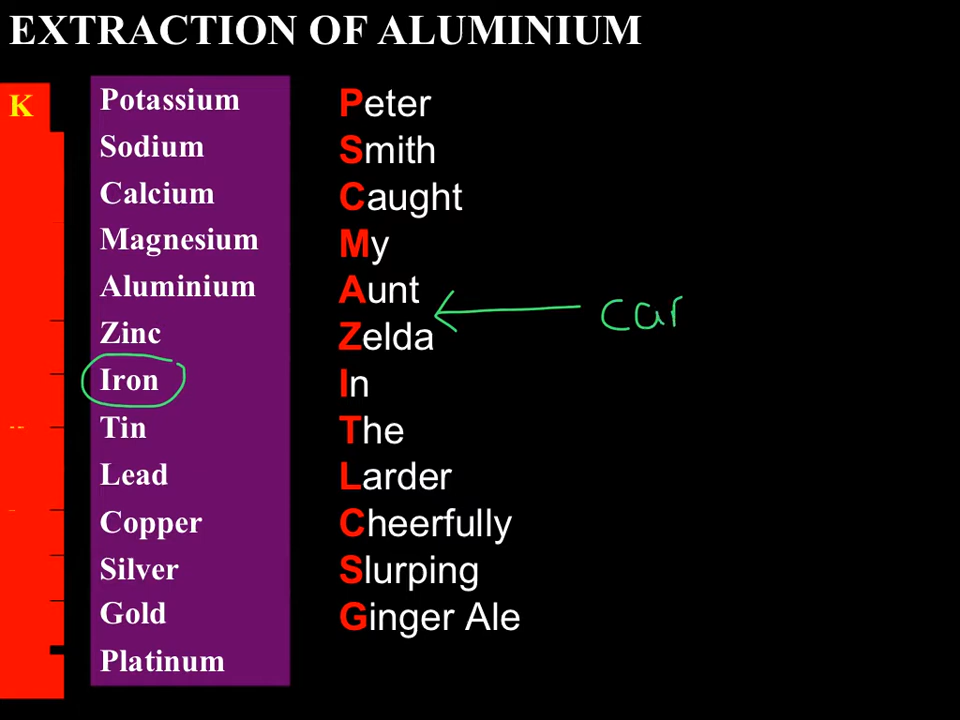 EXTRACTION OF ALUMINIUM
K
Potassium
Sodium
Calcium
Magnesium
Aluminium
Zinc
Iron
Tin
Lead
Copper
Silver
Gold
Platinum
Peter
Smith
Caught
My
Aunt
Zelda
In
The
Larder
Cheerfully
Slurping
Ginger Ale
car